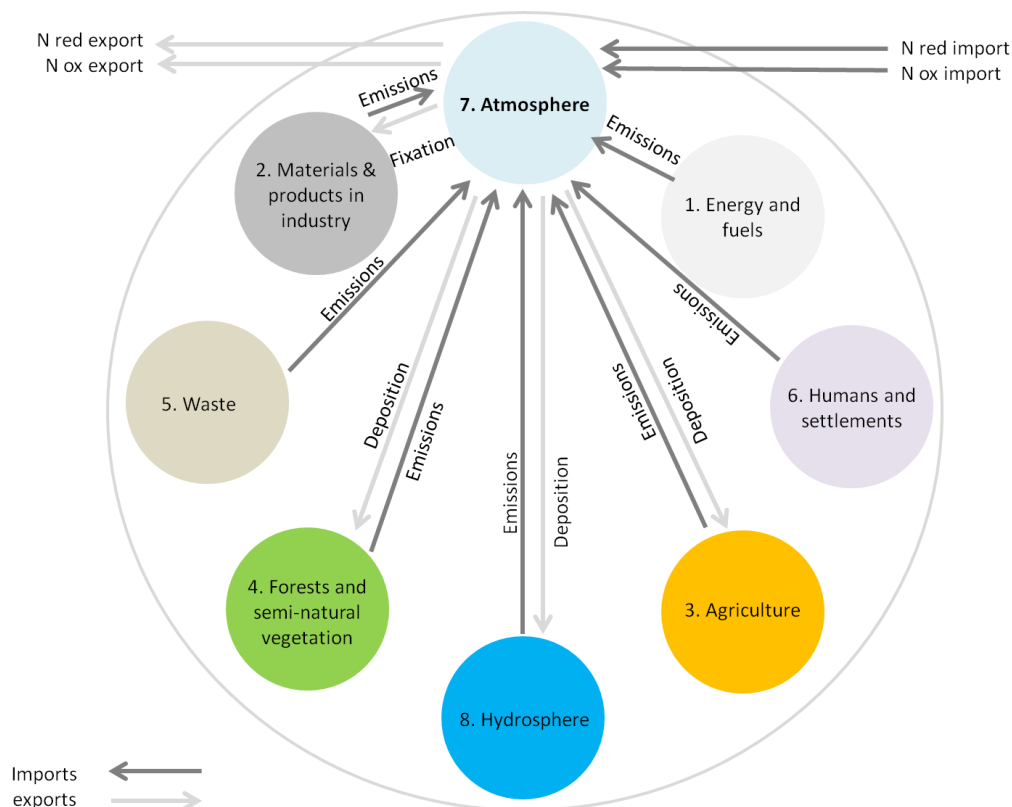 N red export
N ox export
N red import
N ox import
Emissions
7. Atmosphere
Emissions
Fixation
2. Materials &
products in
industry
1. Energy and
fuels
Emissions
Emissions
5. Waste
Deposition
Emissions
Emissions
Deposition
6. Humans and
settlements
Emissions
Deposition
4. Forests and
semi-natural
vegetation
3. Agriculture
8. Hydrosphere
Imports
exports